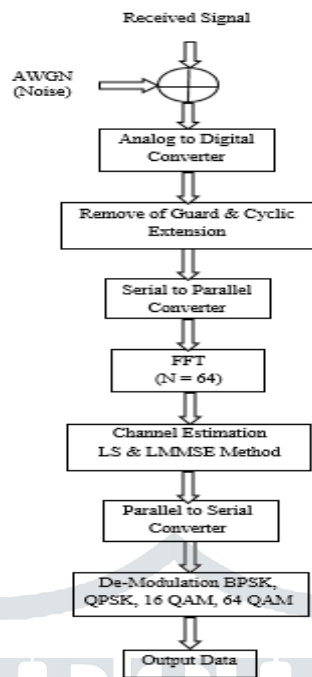 Received Signal
AWGN
(Noise)
Analog to Digital
Converter
Remove of Guard & Cyclic
Extension
Serial to Parallel
Converter
FFT
(N = 64)
Channel Estimation
LS & LMMSE Method
Parallel to Serial
Converter
De-Modulation BPSK,
QPSK, 16 QAM, 64 QAM
Output Data